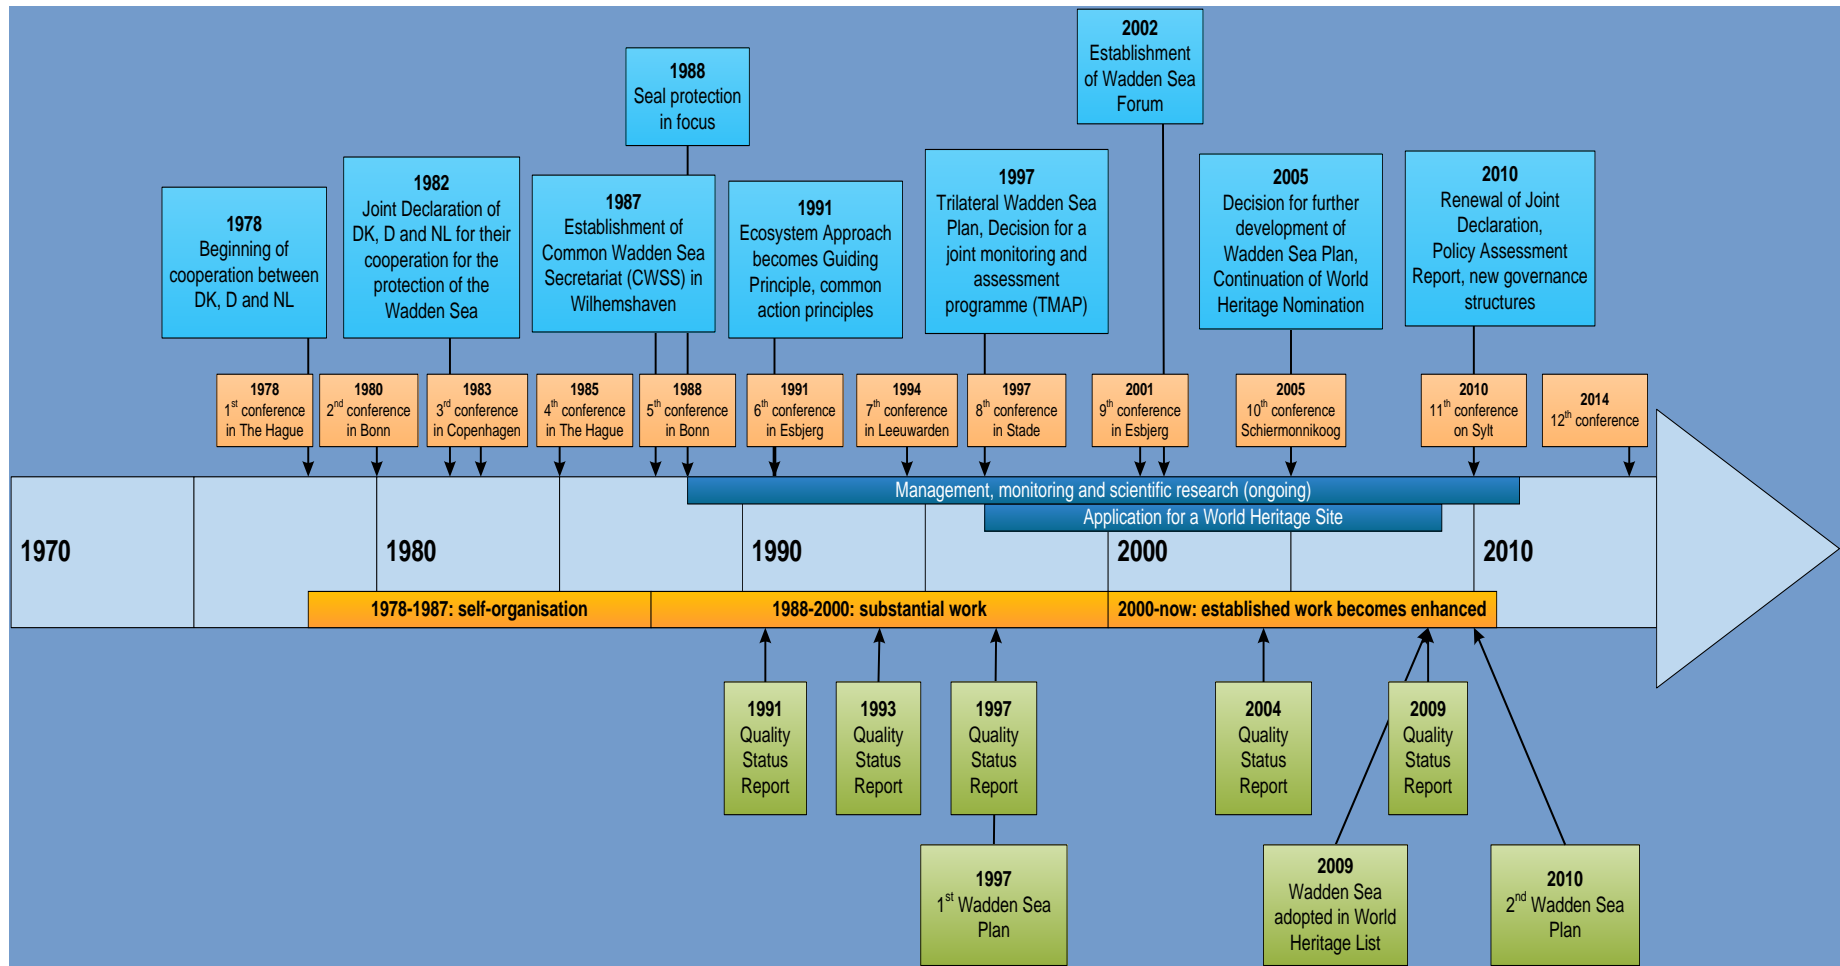 2002
Establishment
of Wadden Sea
Forum
1988
Seal protection
in focus
1978
Beginning of
cooperation between
DK, D and NL
1982
Joint Declaration of
DK, D and NL for their
cooperation for the
protection of the
Wadden Sea
1987
Establishment of
Common Wadden Sea
Secretariat (CWSS) in
Wilhemshaven
1991
Ecosystem Approach
becomes Guiding
Principle, common
action principles
1997
Trilateral Wadden Sea
Plan, Decision for a
joint monitoring and
assessment
programme (TMAP)
2005
Decision for further
development of
Wadden Sea Plan,
Continuation of World
Heritage Nomination
2010
Renewal of Joint
Declaration,
Policy Assessment
Report, new governance
structures
1978
1st conference
in The Hague
1980
2nd conference
in Bonn
1983
3rd conference
in Copenhagen
1985
4th conference
in The Hague
1988
5th conference
in Bonn
1991
6th conference
in Esbjerg
1994
7th conference
in Leeuwarden
1997
8th conference
in Stade
2001
9th conference
in Esbjerg
2005
10th conference
Schiermonnikoog
2010
11th conference
on Sylt
2014
12th conference
Management, monitoring and scientific research (ongoing)
Application for a World Heritage Site
1970
1980
1990
2000
2010
1978-1987: self-organisation
1988-2000: substantial work
2000-now: established work becomes enhanced
1991
Quality
Status
Report
1993
Quality
Status
Report
1997
Quality
Status
Report
2004
Quality
Status
Report
2009
Quality
Status
Report
1997
1st Wadden Sea
Plan
2009
Wadden Sea
adopted in World
Heritage List
2010
2nd Wadden Sea
Plan